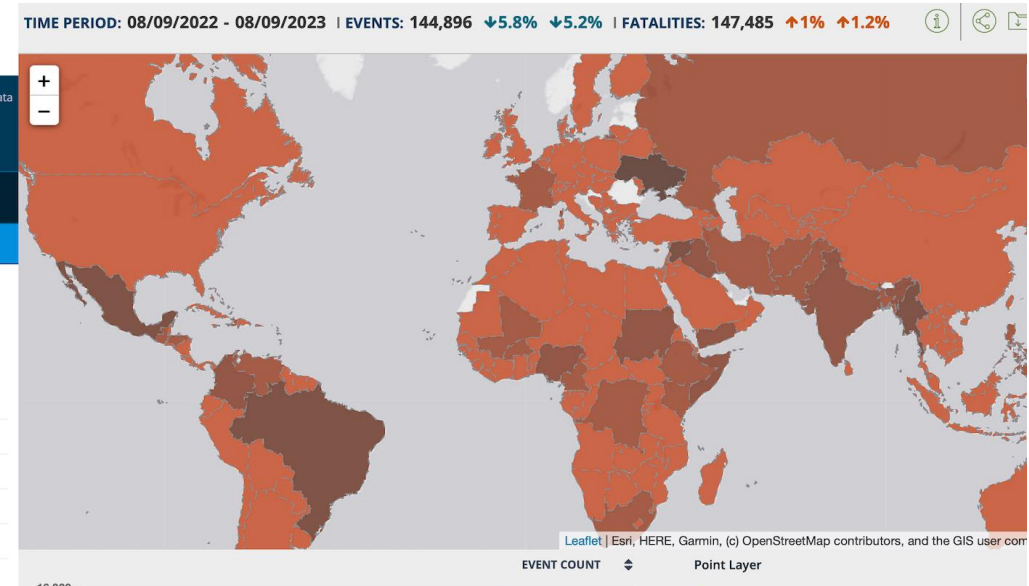 TIME PERIOD: 08/09/2022 - 08/09/2023 | EVENTS: 144,896 ↓5.8% ↓5.2% | FATALITIES: 147,485 ↑1% ↑1.2%
ata
+
−
Leaflet | Esri, HERE, Garmin, (c) OpenStreetMap contributors, and the GIS user com
EVENT COUNT Point Layer